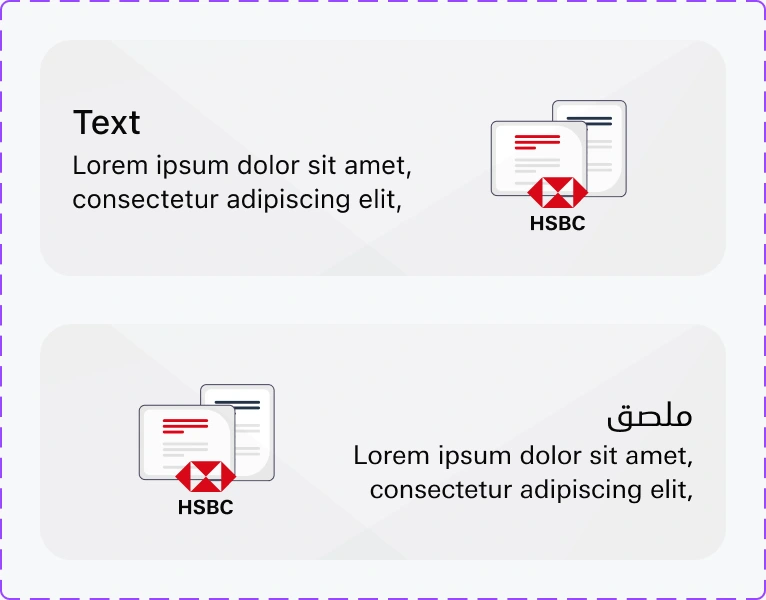 Text
Lorem ipsum dolor sit amet,
consectetur adipiscing elit,
HSBC
ملصق
Lorem ipsum dolor sit amet,
consectetur adipiscing elit,
HSBC